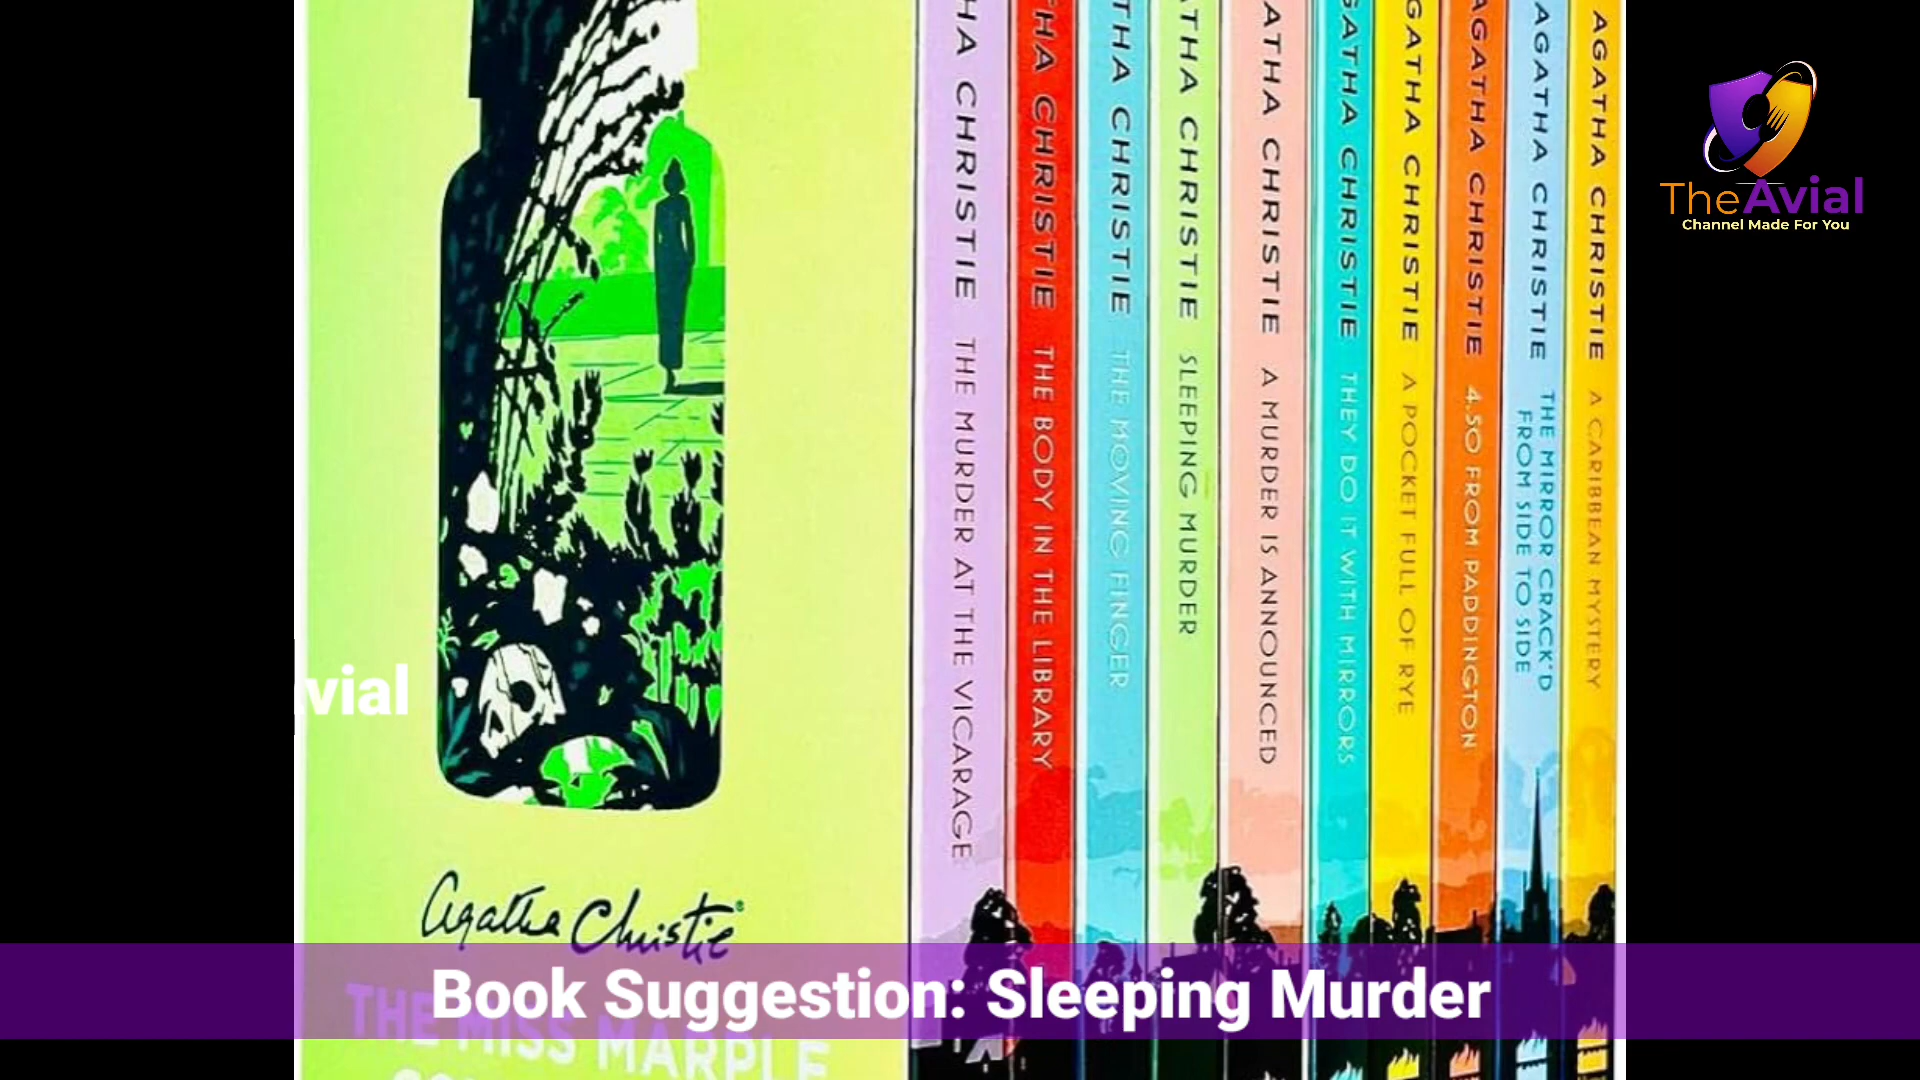 THA CHRISTIE THE MURDER AT THE VICARAGE
THA CHRISTIE THE BODY IN THE LIBRARY
THA CHRISTIE THE MOVING FINGER
ATHA CHRISTIE SLEEPING MURDER
ATHA CHRISTIE A MURDER IS ANNOUNCED
GATHA CHRISTIE THEY DO IT WITH MIRRORS
GATHA CHRISTIE A POCKET FULL OF RYE
AGATHA CHRISTIE 4.50 FROM PADDINGTON
AGATHA CHRISTIE THE MIRROR CRACK'D
FROM SIDE TO SIDE
AGATHA CHRISTIE A CARIBBEAN MYSTERY
TheAvial
Channel Made For You
vial
Agatha Christie®
Book Suggestion: Sleeping Murder
THE MISS MARPLE